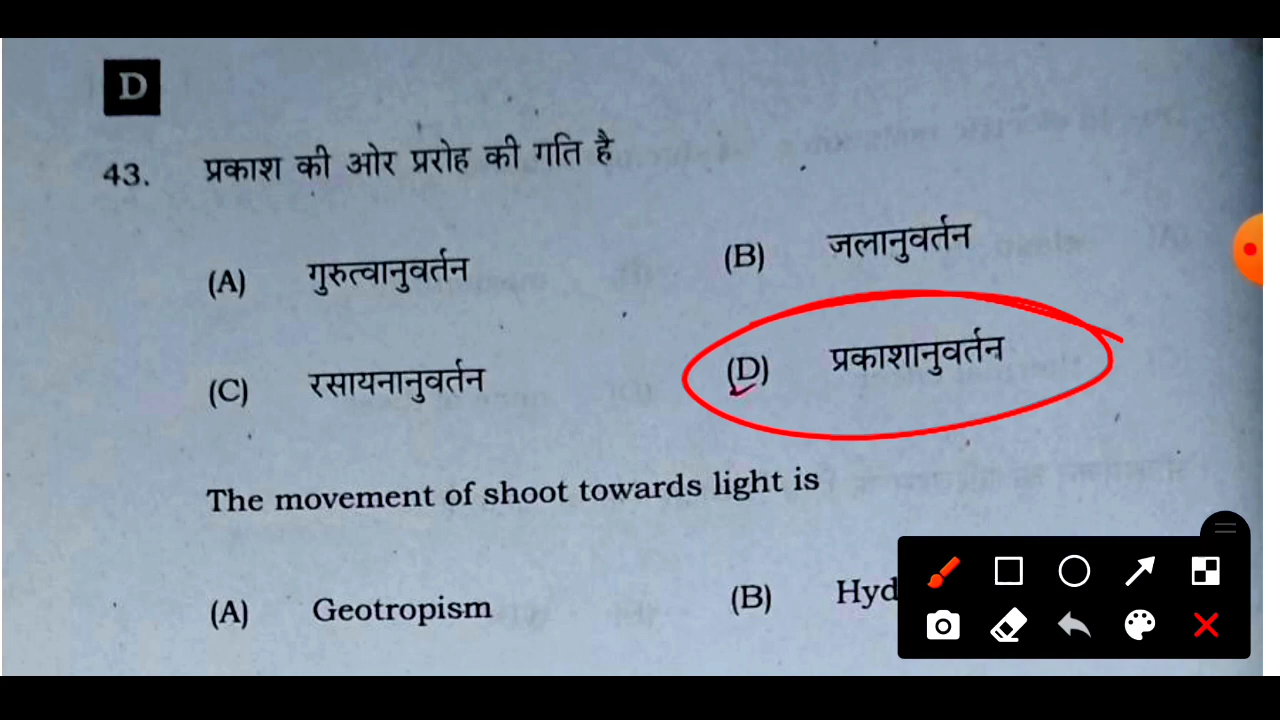 D
43. प्रकाश की ओर प्ररोह की गति है
(A) गुरुत्वानुवर्तन (B) जलानुवर्तन
(C) रसायनानुवर्तन (D) प्रकाशानुवर्तन
The movement of shoot towards light is
(A) Geotropism (B) Hyd